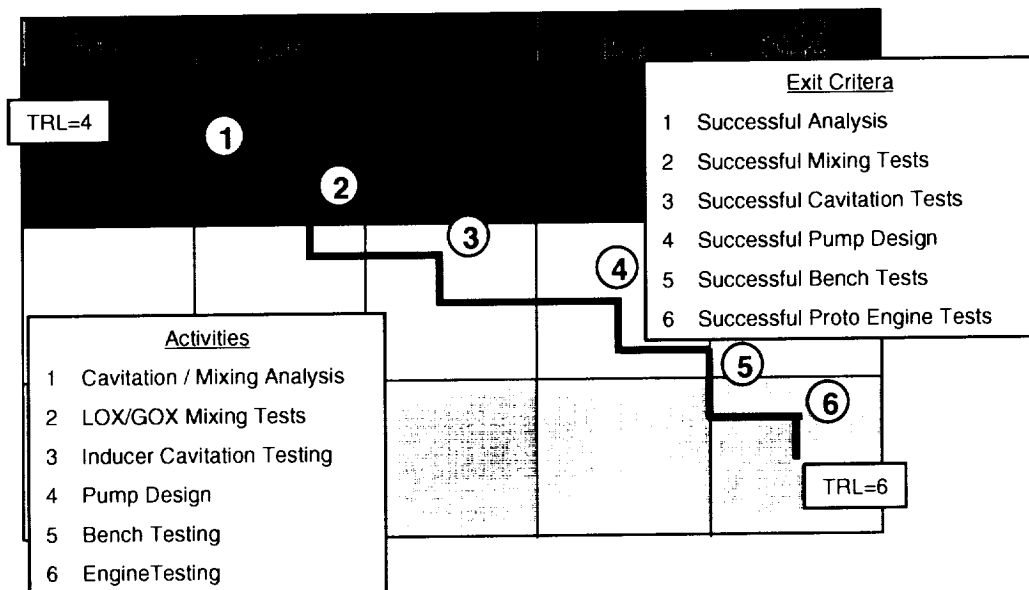 TRL=4
1
2
3
4
5
6
TRL=6
Exit Critera
1 Successful Analysis
2 Successful Mixing Tests
3 Successful Cavitation Tests
4 Successful Pump Design
5 Successful Bench Tests
6 Successful Proto Engine Tests
Activities
1 Cavitation / Mixing Analysis
2 LOX/GOX Mixing Tests
3 Inducer Cavitation Testing
4 Pump Design
5 Bench Testing
6 EngineTesting